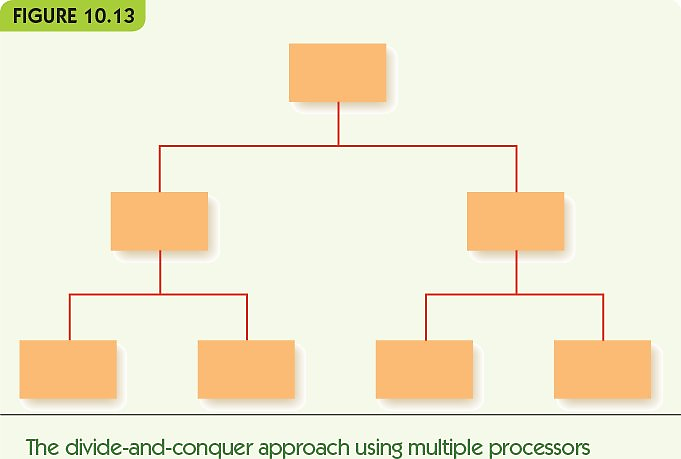 FIGURE 10.13
The divide-and-conquer approach using multiple processors